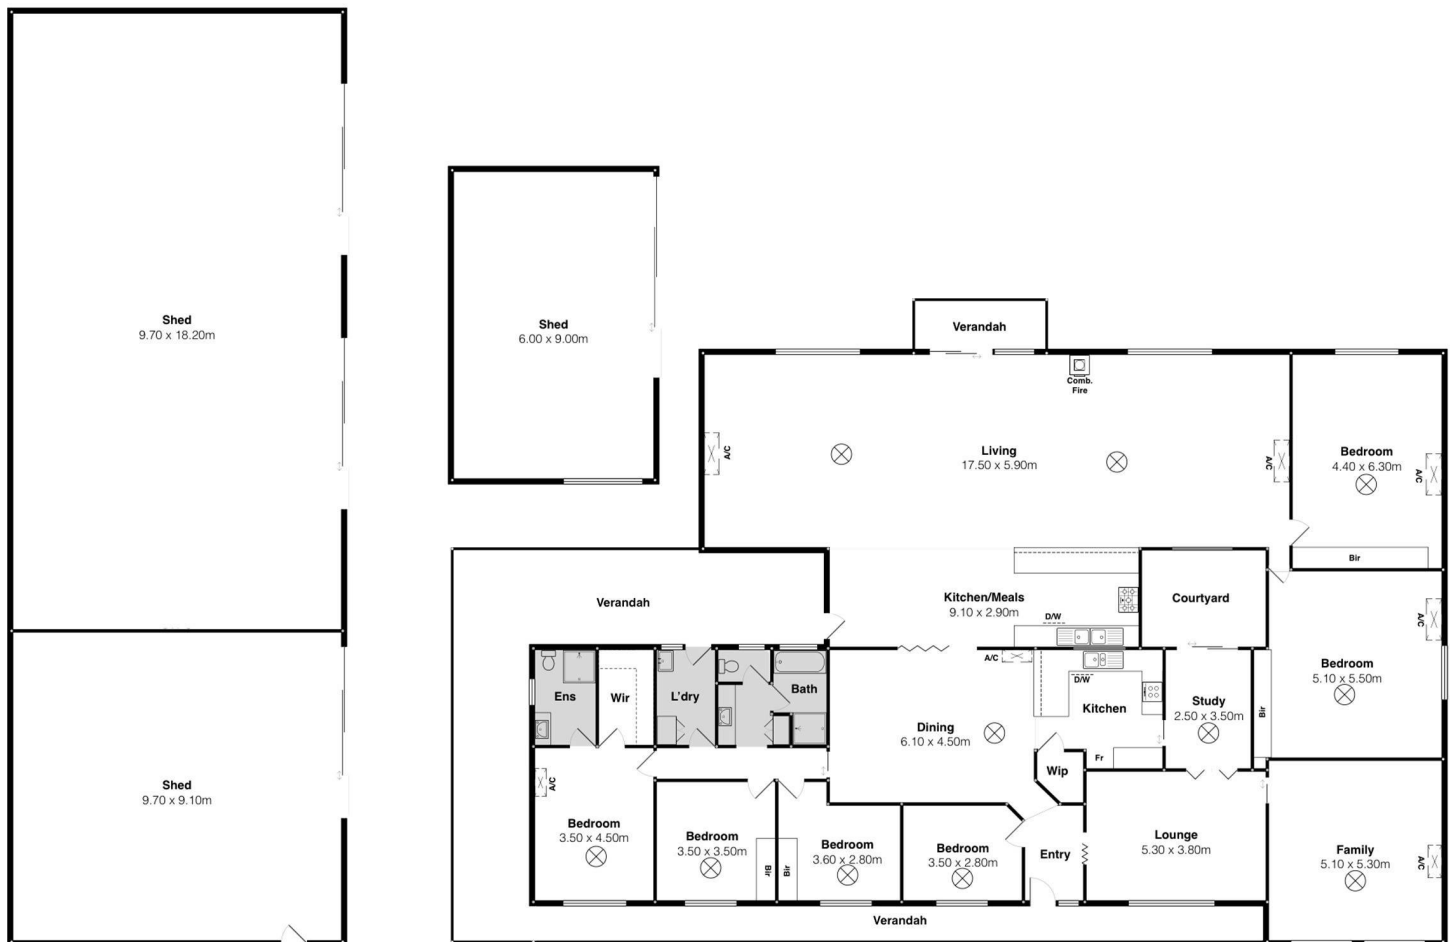 Shed
9.70 x 18.20m
Shed
6.00 x 9.00m
Verandah
Comb.
Fire
A/C
Living
17.50 x 5.90m
A/C
Bedroom
4.40 x 6.30m
A/C
Bir
Verandah
Kitchen/Meals
9.10 x 2.90m
D/W
Courtyard
A/C
Bedroom
5.10 x 5.50m
Bir
Ens
Wir
L'dry
Bath
A/C
D/W
Kitchen
Fr
Study
2.50 x 3.50m
Dining
6.10 x 4.50m
Wip
Shed
9.70 x 9.10m
A/C
Bedroom
3.50 x 4.50m
Bedroom
3.50 x 3.50m
Bir
Bir
Bedroom
3.60 x 2.80m
Bedroom
3.50 x 2.80m
Entry
Lounge
5.30 x 3.80m
Family
5.10 x 5.30m
A/C
Verandah